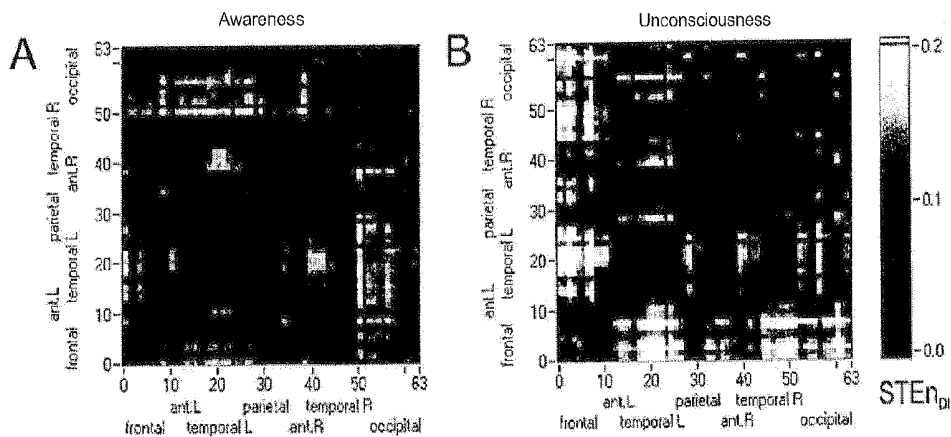 Awareness
Unconsciousness
A
B
63
50
40
30
20
10
0
occipital
temporal R
ant.R
parietal
temporal L
ant.L
frontal
0 10 20 30 40 50 63
ant.L parietal temporal R
frontal temporal L ant.R occipital
63
50
40
30
20
10
0
occipital
temporal R
ant.R
parietal
temporal L
ant.L
frontal
0 10 20 30 40 50 63
ant.L parietal temporal R
frontal temporal L ant.R occipital
0.2
0.1
0.0
STEn DI